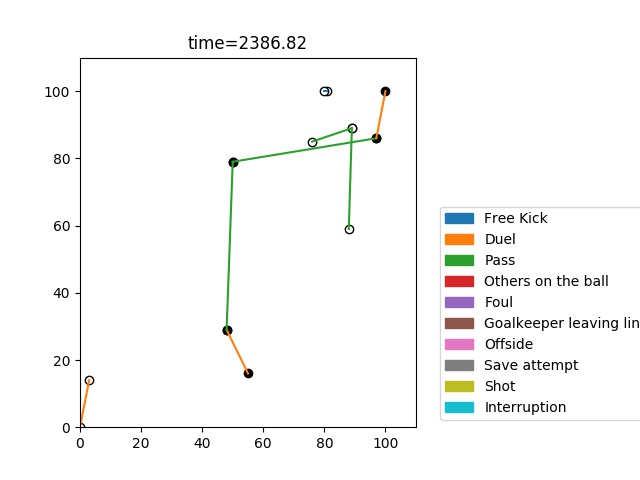 time=2386.82
100
80
60
40
20
0
0 20 40 60 80 100
Free Kick
Duel
Pass
Others on the ball
Foul
Goalkeeper leaving lin
Offside
Save attempt
Shot
Interruption